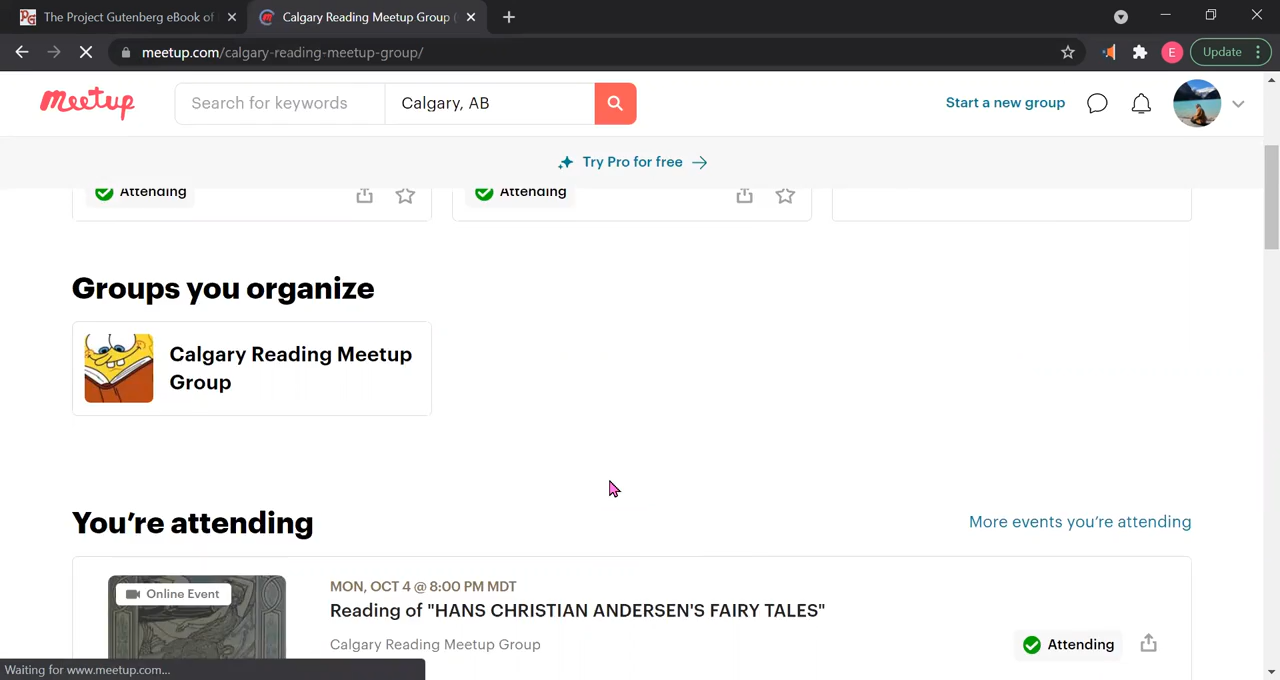 The Project Gutenberg eBook of
Calgary Reading Meetup Group (
meetup.com/calgary-reading-meetup-group/
E
Update
meetup
Search for keywords
Calgary, AB
Start a new group
Try Pro for free
Attending
Attending
Groups you organize
Calgary Reading Meetup
Group
You're attending
More events you're attending
Online Event
MON, OCT 4 @ 8:00 PM MDT
Reading of "HANS CHRISTIAN ANDERSEN'S FAIRY TALES"
Calgary Reading Meetup Group
Attending
Waiting for www.meetup.com...